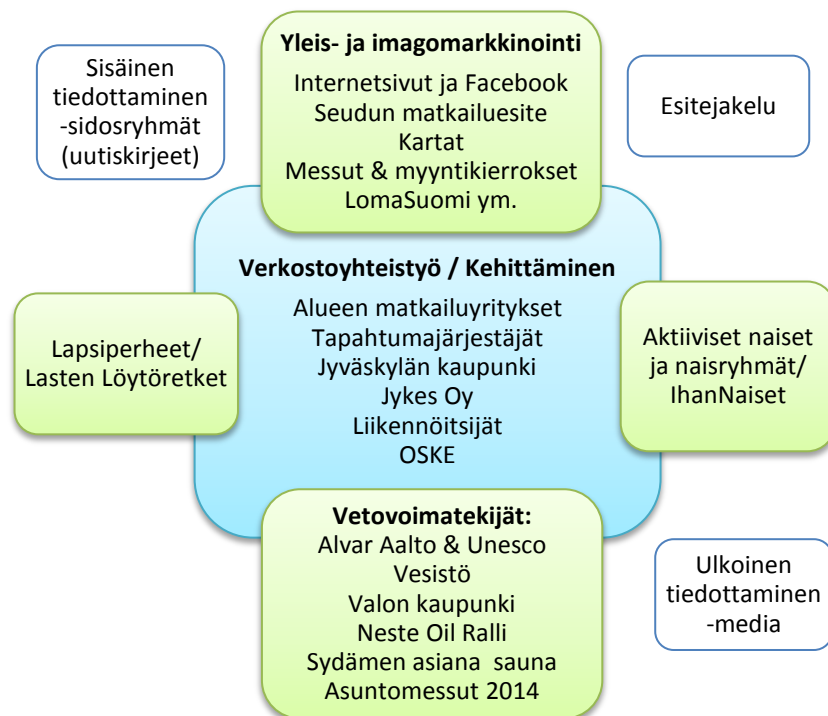 Yleis- ja imagomarkkinointi
Internetsivut ja Facebook
Seudun matkailuesite
Kartat
Messut & myyntikierrokset
LomaSuomi ym.
Sisäinen
tiedottaminen
-sidosryhmät
(uutiskirjeet)
Esitejakelu
Verkostoyhteistyö / Kehittäminen
Alueen matkailuyritykset
Tapahtumajärjestäjät
Jyväskylän kaupunki
Jykes Oy
Liikennöitsijät
OSKE
Lapsiperheet/
Lasten Löytöretket
Aktiiviset naiset
ja naisryhmät/
IhanNaiset
Vetovoimatekijät:
Alvar Aalto & Unesco
Vesistö
Valon kaupunki
Neste Oil Ralli
Sydämen asiana sauna
Asuntomessut 2014
Ulkoinen
tiedottaminen
-media